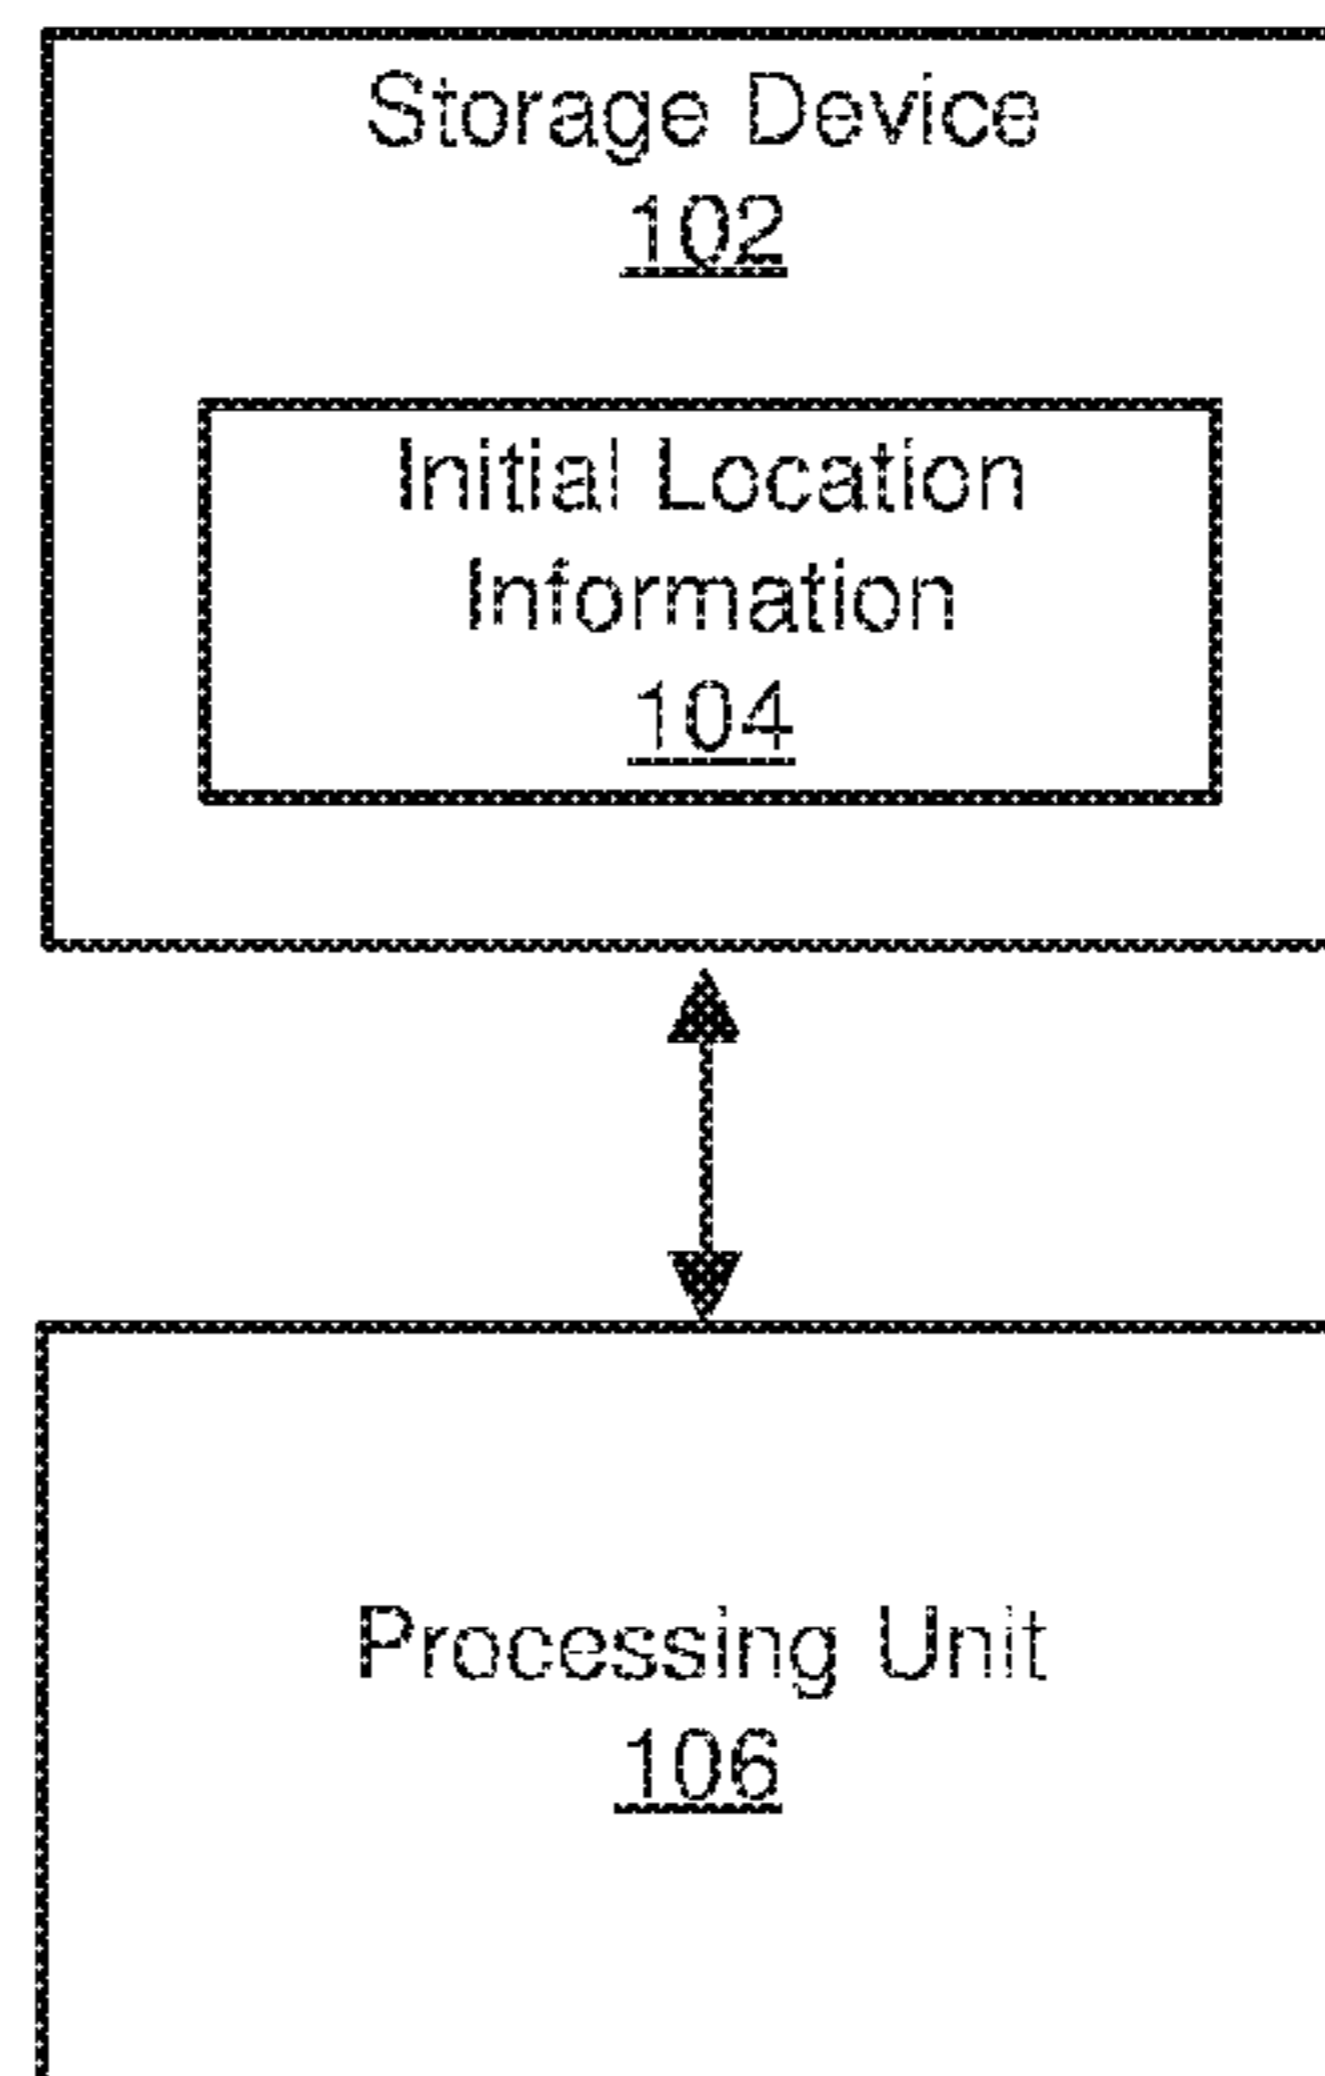 Storage Device
102
Initial Location
Information
104
Processing Unit
106